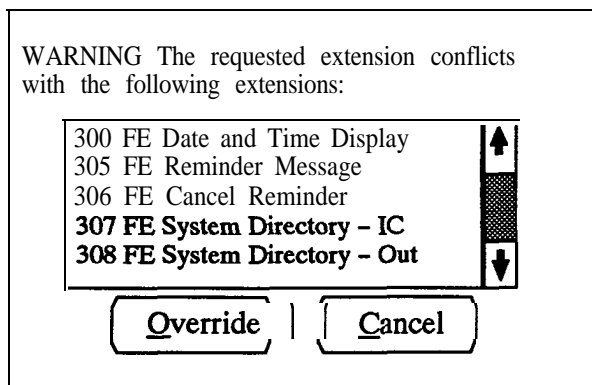 WARNING The requested extension conflicts
with the following extensions:
300 FE Date and Time Display
305 FE Reminder Message
306 FE Cancel Reminder
307 FE System Directory – IC
308 FE System Directory – Out
Override Cancel